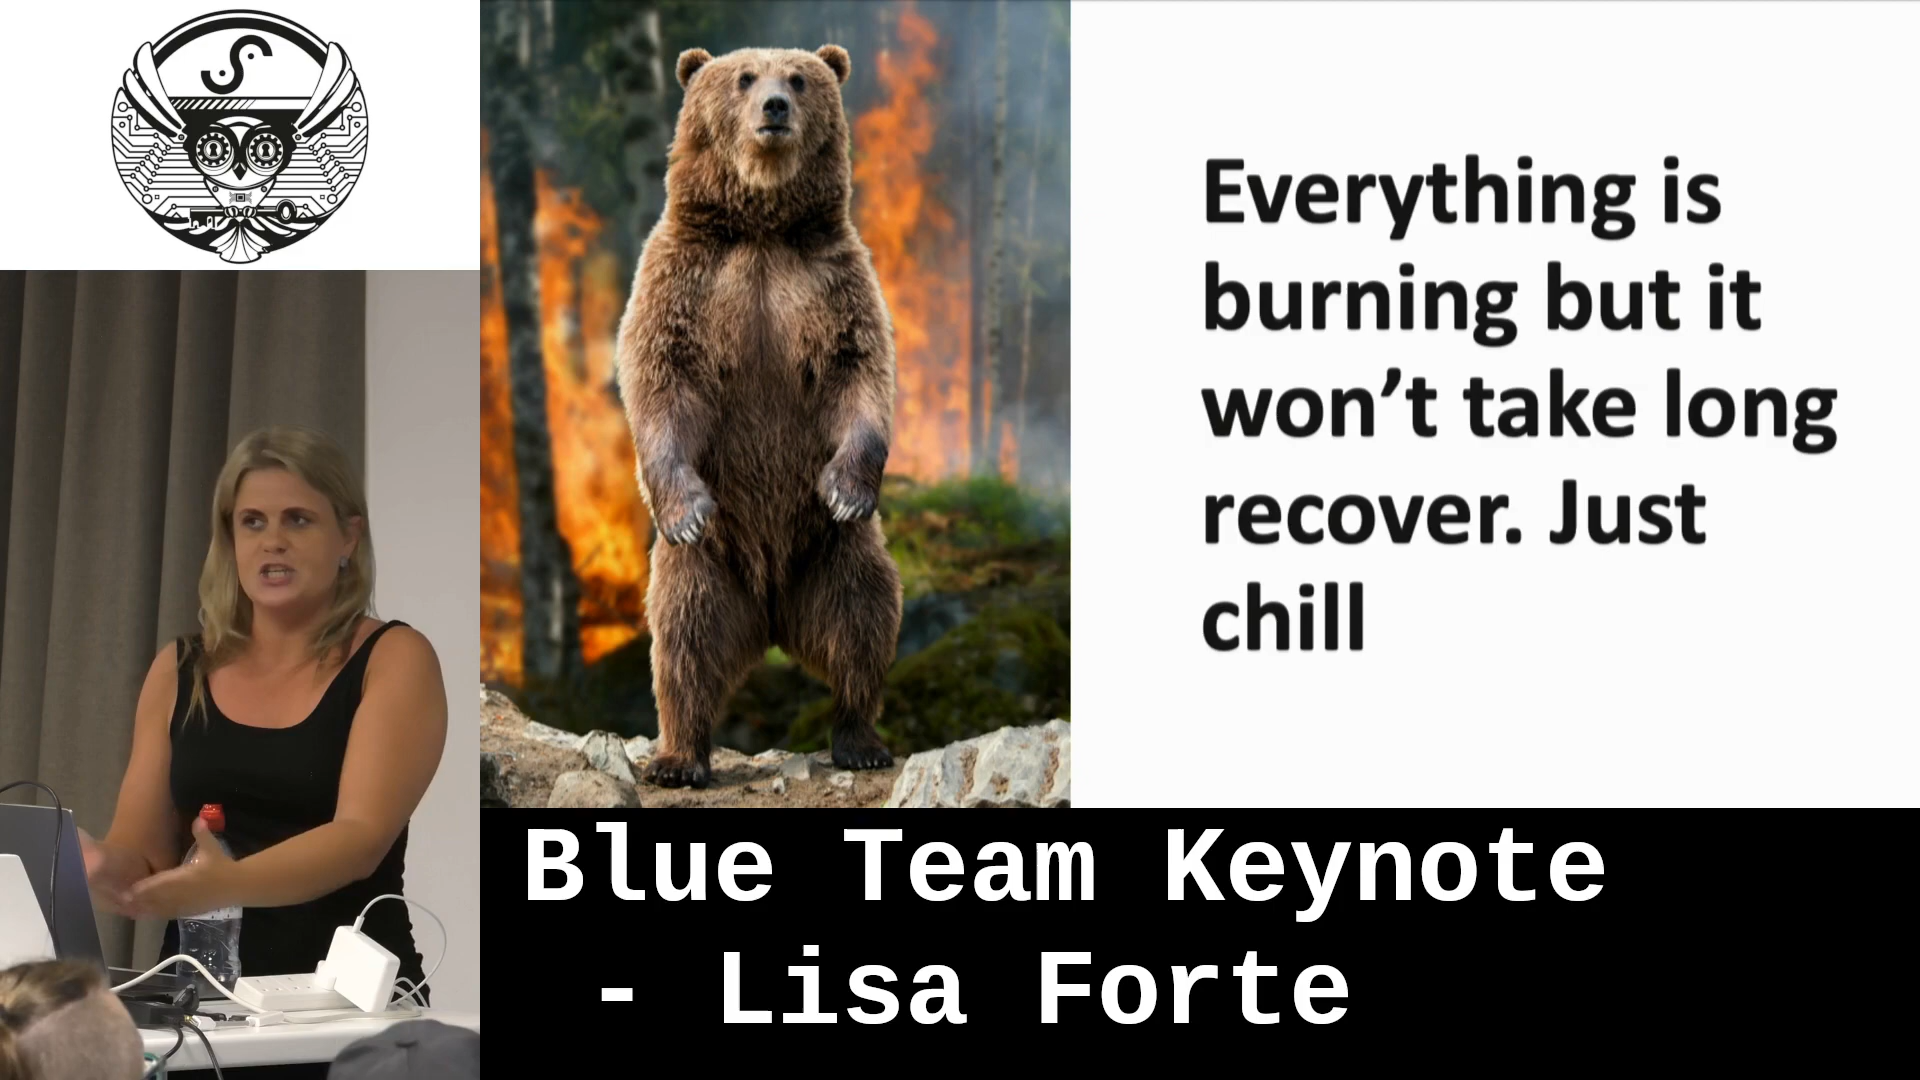 Everything is
burning but it
won’t take long
recover. Just
chill
Blue Team Keynote
- Lisa Forte